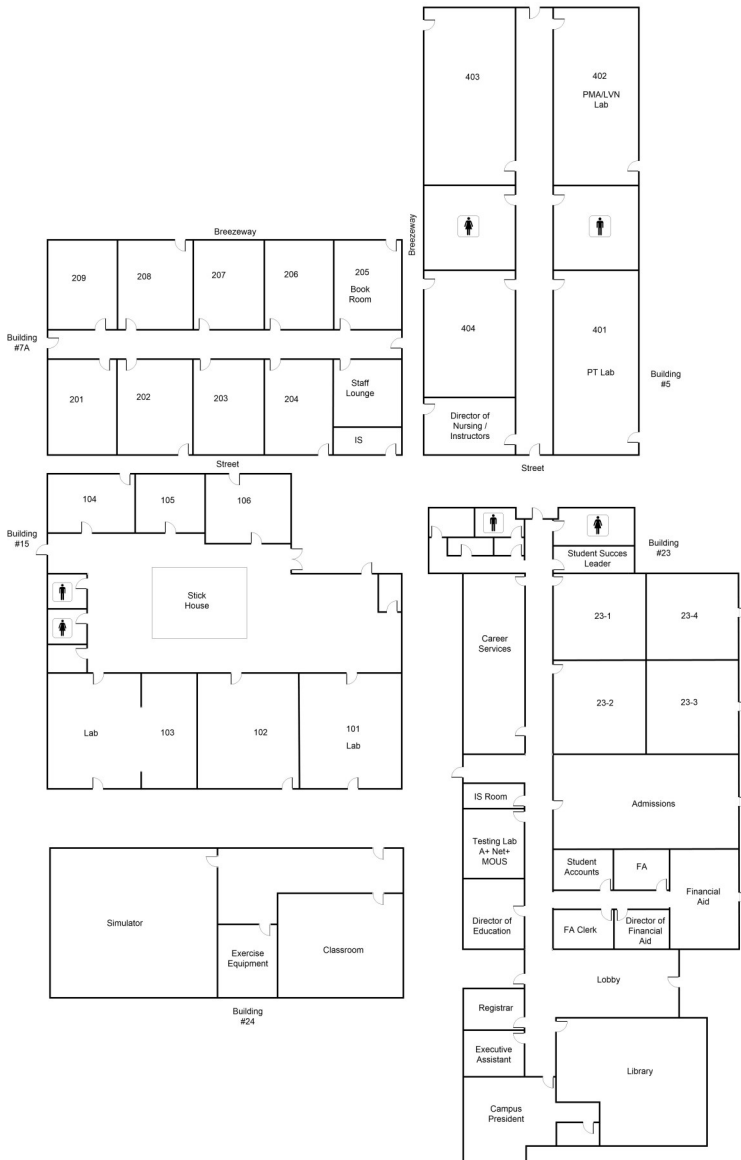 403
402
PMA/LVN
Lab
Breezeway
404
401
PT Lab
Building
#5
Director of
Nursing /
Instructors
Street
Breezeway
209
208
207
206
205
Book
Room
Building
#7A
201
202
203
204
Staff
Lounge
IS
Street
104
105
106
Building
#15
Stick
House
Lab
103
102
101
Lab
Building
#23
Student Succes
Leader
Career
Services
23-1
23-4
23-2
23-3
IS Room
Admissions
Testing Lab
A+ Net+
MOUS
Student
Accounts
FA
Financial
Aid
Director of
Education
FA Clerk
Director of
Financial
Aid
Lobby
Registrar
Executive
Assistant
Library
Campus
President
Simulator
Exercise
Equipment
Classroom
Building
#24